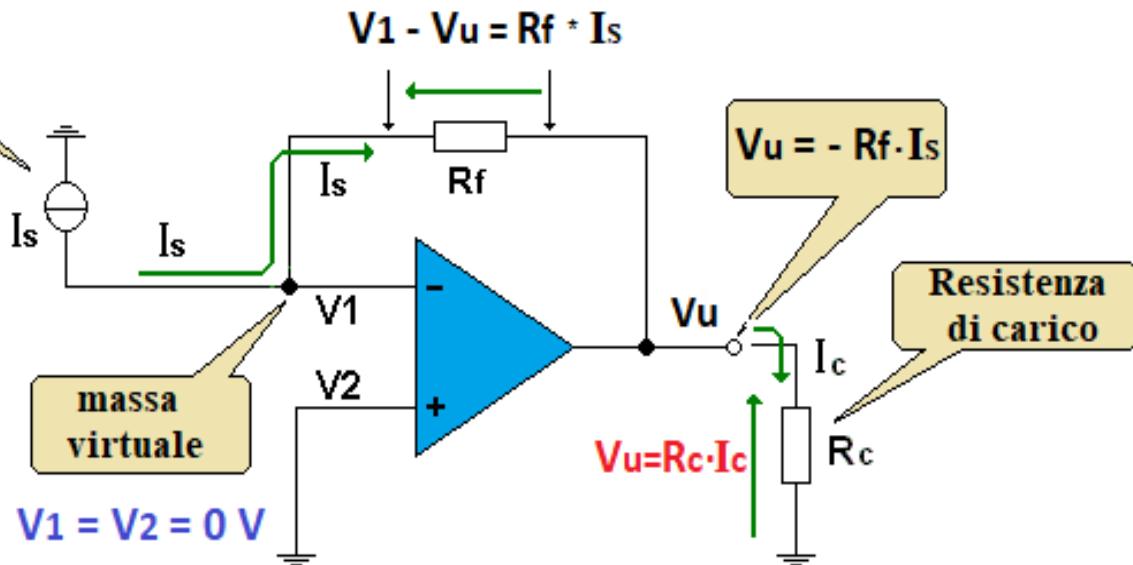 V1 - Vu = Rf * Is
Is
Rf
Vu = - Rf·Is
Is
Is
-
V1
Vu
Resistenza
di carico
Ic
massa
virtuale
V2
+
Vu=Rc·Ic
Rc
V1 = V2 = 0 V